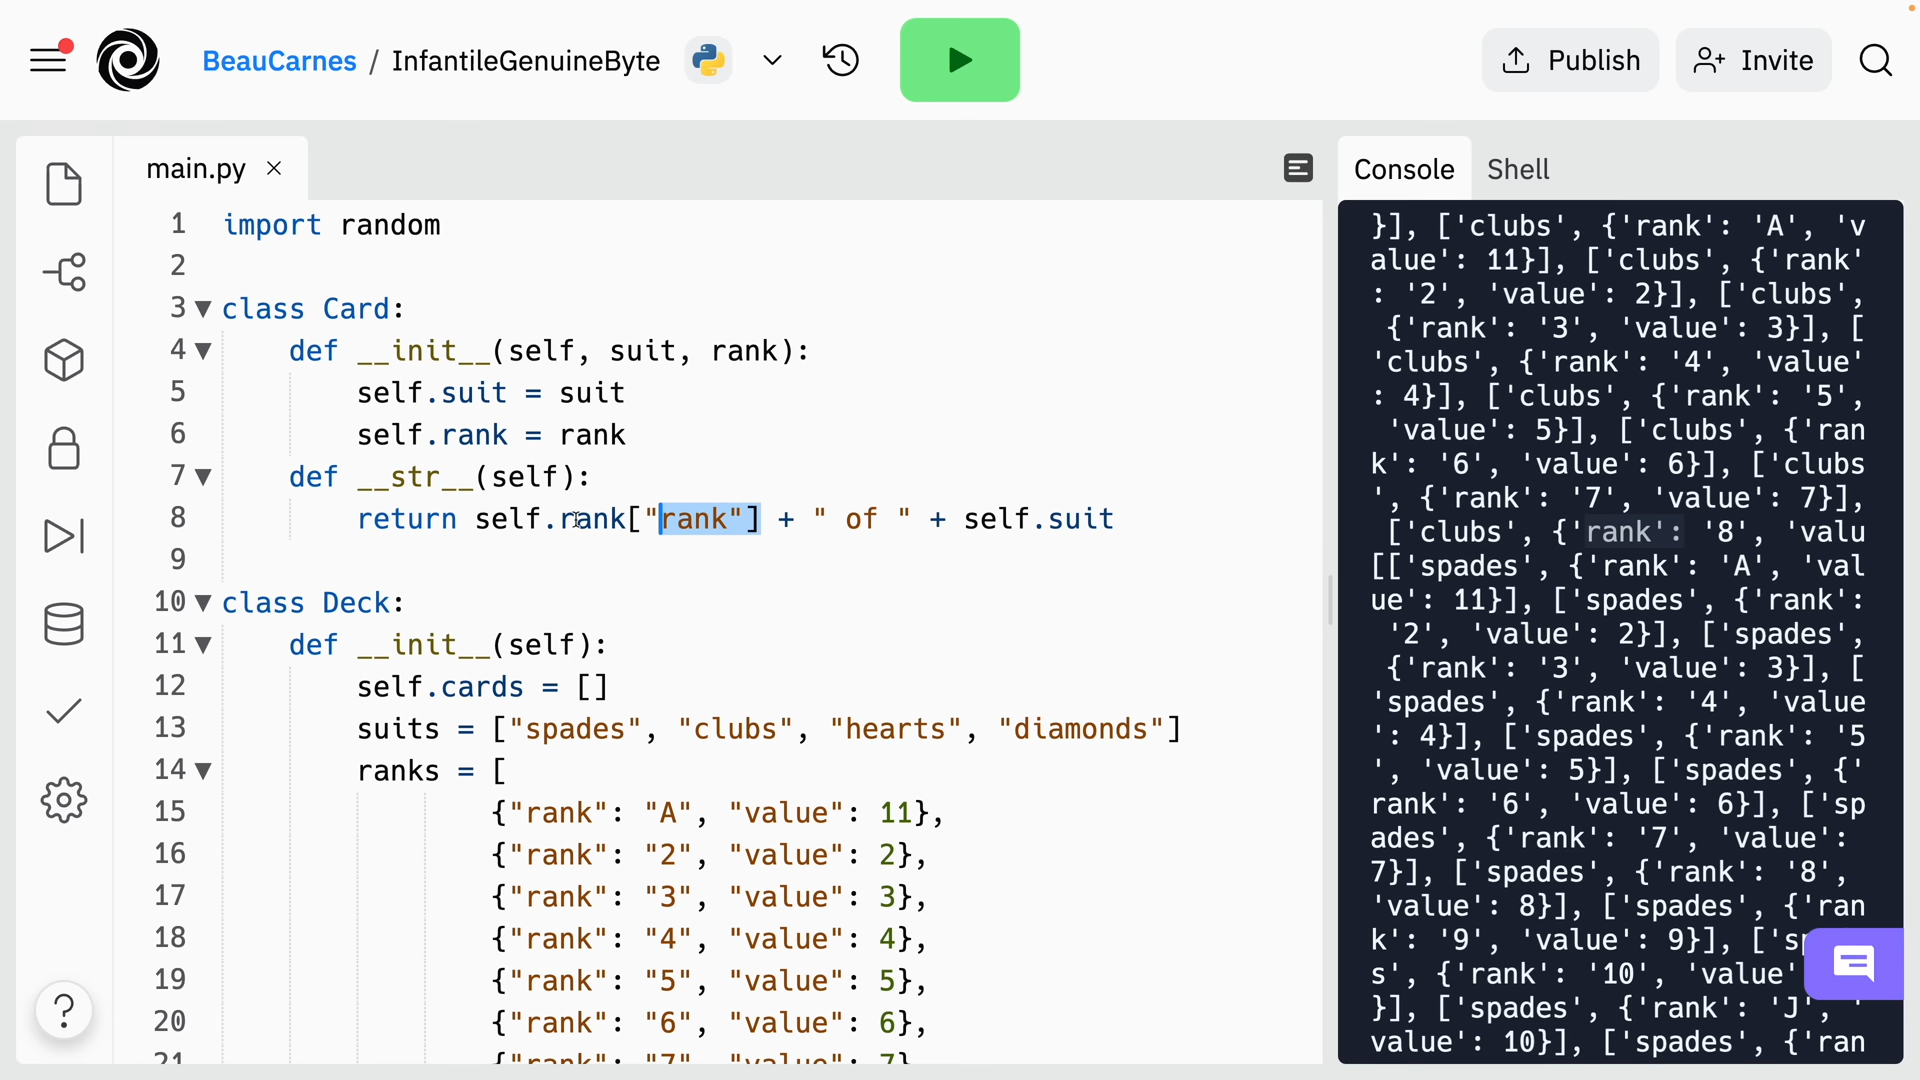 BeauCarnes / InfantileGenuineByte
Publish
Invite
main.py
Console
Shell
1 import random
2
3 class Card:
4 def __init__(self, suit, rank):
5 self.suit = suit
6 self.rank = rank
7 def __str__(self):
8 return self.rank["rank"] + " of " + self.suit
9
10 class Deck:
11 def __init__(self):
12 self.cards = []
13 suits = ["spades", "clubs", "hearts", "diamonds"]
14 ranks = [
15 {"rank": "A", "value": 11},
16 {"rank": "2", "value": 2},
17 {"rank": "3", "value": 3},
18 {"rank": "4", "value": 4},
19 {"rank": "5", "value": 5},
20 {"rank": "6", "value": 6},
21 {"rank": "7", "value": 7}
}], ['clubs', {'rank': 'A', 'v
alue': 11}], ['clubs', {'rank'
: '2', 'value': 2}], ['clubs',
{'rank': '3', 'value': 3}], [
'clubs', {'rank': '4', 'value'
: 4}], ['clubs', {'rank': '5',
'value': 5}], ['clubs', {'ran
k': '6', 'value': 6}], ['clubs
', {'rank': '7', 'value': 7}],
['clubs', {'rank': '8', 'valu
[['spades', {'rank': 'A', 'val
ue': 11}], ['spades', {'rank':
'2', 'value': 2}], ['spades',
{'rank': '3', 'value': 3}], [
'spades', {'rank': '4', 'value
': 4}], ['spades', {'rank': '5
', 'value': 5}], ['spades', {'
rank': '6', 'value': 6}], ['sp
ades', {'rank': '7', 'value':
7}], ['spades', {'rank': '8',
'value': 8}], ['spades', {'ran
k': '9', 'value': 9}], ['sp
s', {'rank': '10', 'value'
}], ['spades', {'rank': 'J', '
value': 10}], ['spades', {'ran
?